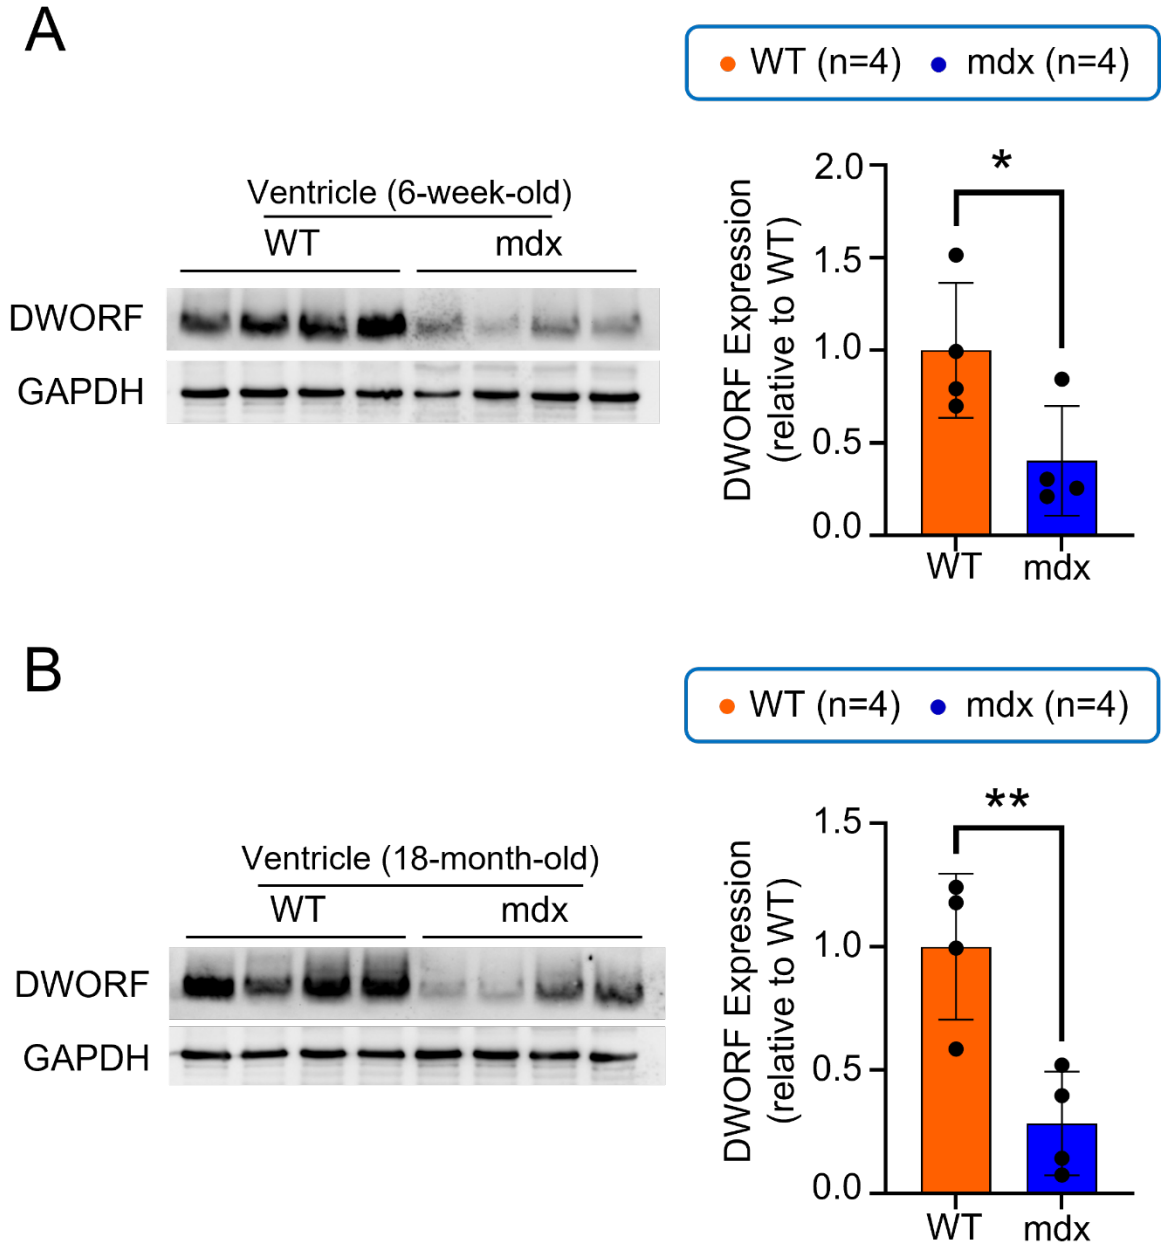 A
WT (n=4) mdx (n=4)
Ventricle (6-week-old)
WT mdx
DWORF
GAPDH
DWORF Expression
(relative to WT)
2.0
1.5
1.0
0.5
0.0
*
WT mdx
B
WT (n=4) mdx (n=4)
Ventricle (18-month-old)
WT mdx
DWORF
GAPDH
DWORF Expression
(relative to WT)
1.5
1.0
0.5
0.0
**
WT mdx